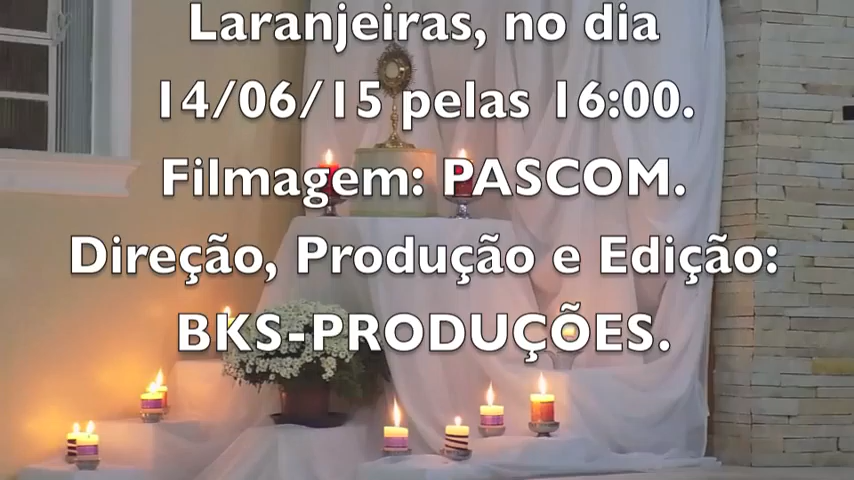 Laranjeiras, no dia
14/06/15 pelas 16:00.
Filmagem: PASCOM.
Direção, Produção e Edição:
BKS-PRODUÇÕES.